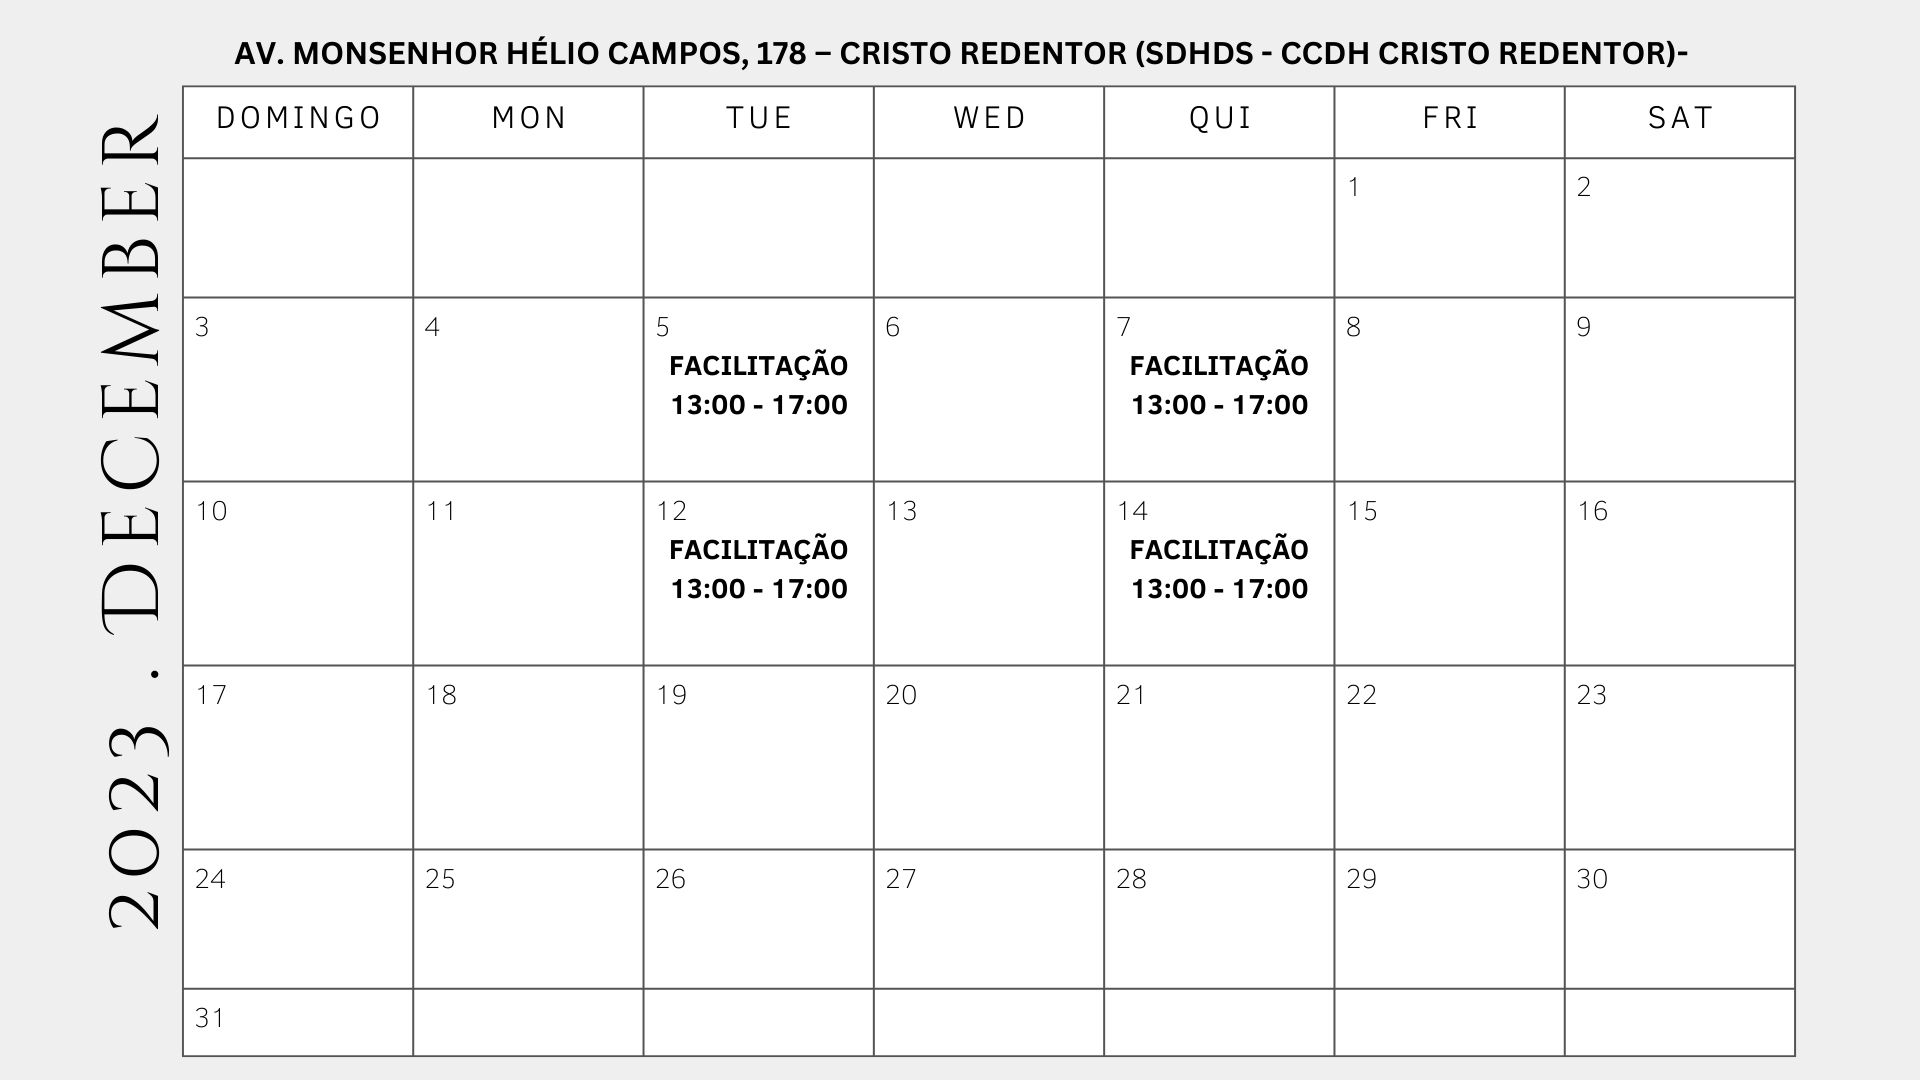 AV. MONSENHOR HÉLIO CAMPOS, 178 – CRISTO REDENTOR (SDHDS - CCDH CRISTO REDENTOR)-
2023 . DECEMBER
DOMINGO MON TUE WED QUI FRI SAT
1 2
3 4 5 6 7 8 9
FACILITAÇÃO FACILITAÇÃO
13:00 - 17:00 13:00 - 17:00
10 11 12 13 14 15 16
FACILITAÇÃO FACILITAÇÃO
13:00 - 17:00 13:00 - 17:00
17 18 19 20 21 22 23
24 25 26 27 28 29 30
31